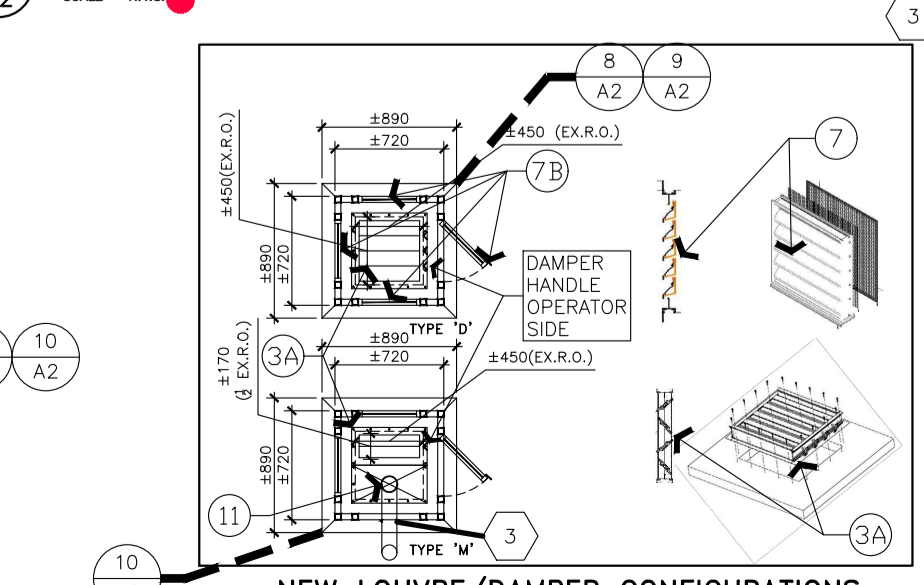 3
8
9
A2
A2
±890
±720
±450 (EX.R.O.)
7
±450(EX.R.O.)
7B
±890
±720
DAMPER
HANDLE
OPERATOR
SIDE
TYPE 'D'
10
A2
±890
±720
±450(EX.R.O.)
3A
±170
(½ EX.R.O.)
±890
±720
11
3
3A
TYPE 'M'
10